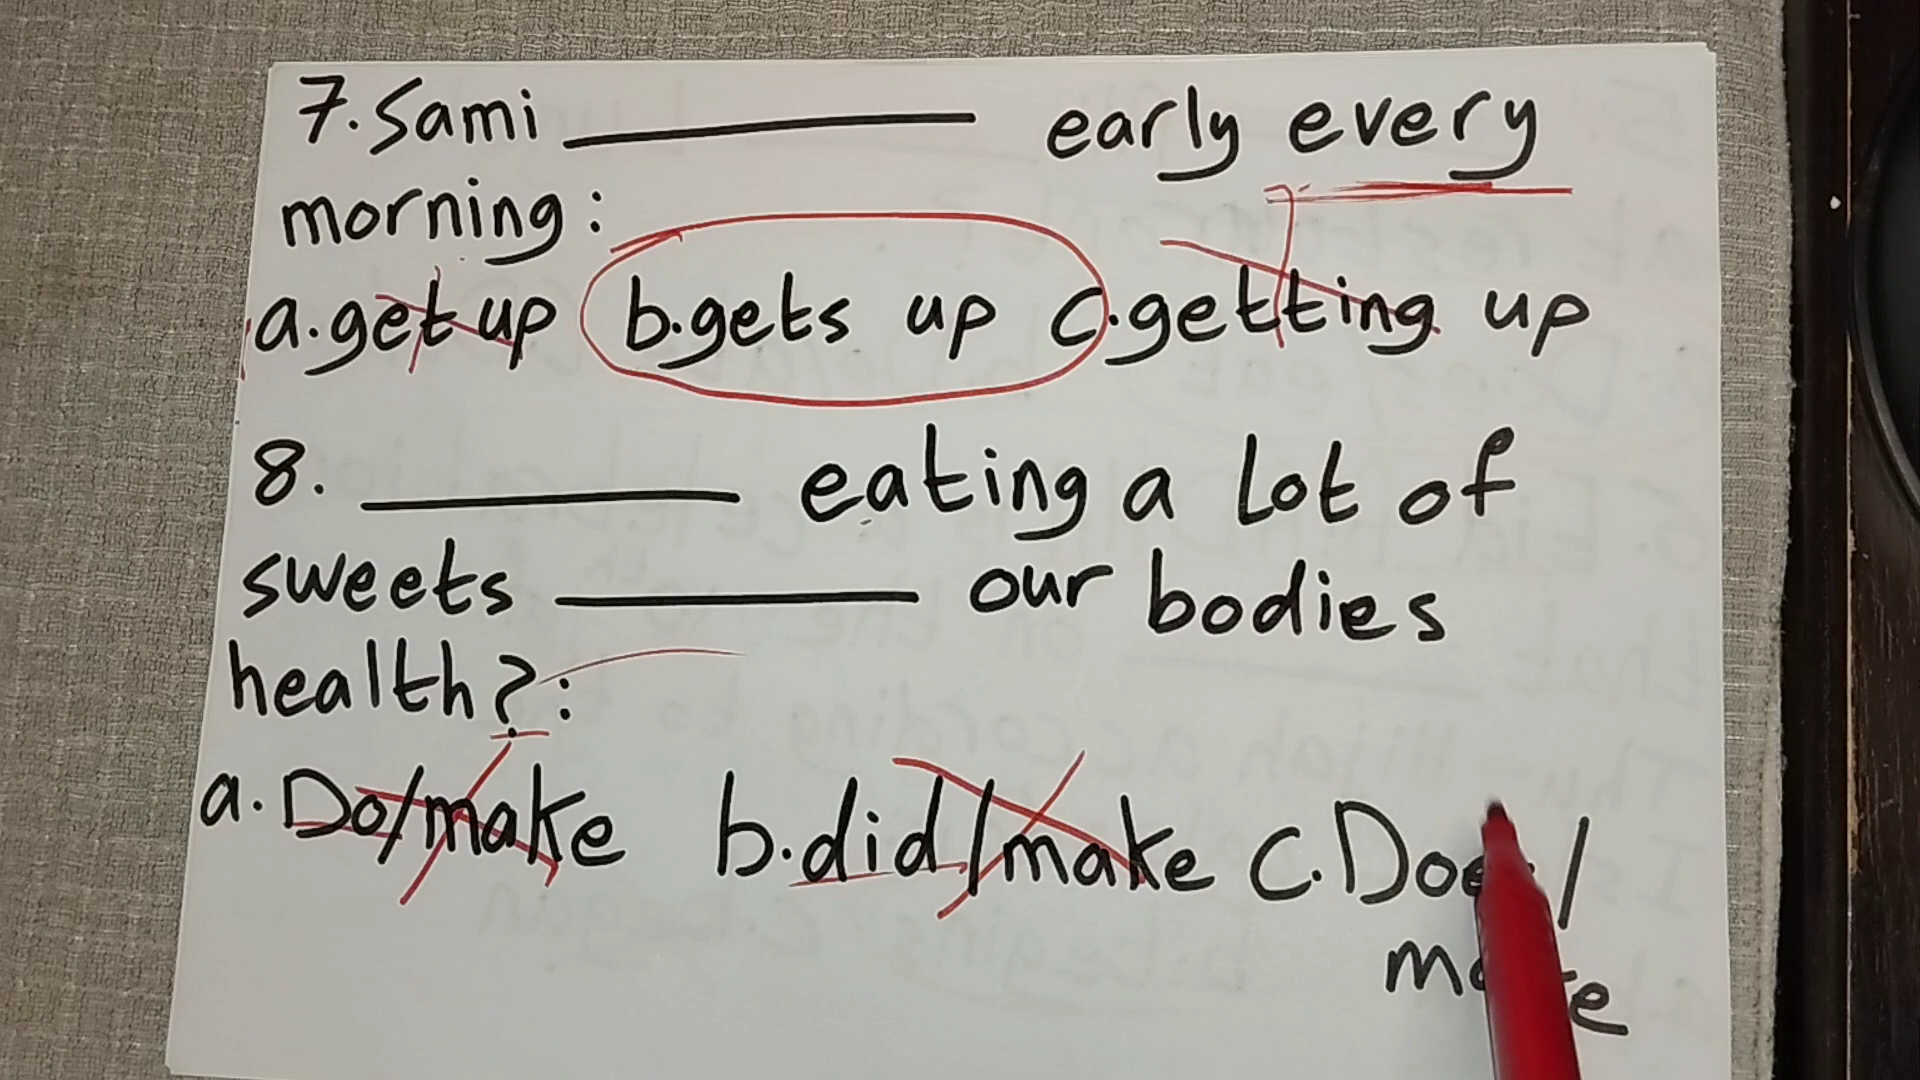 7. Sami ________ early every
morning:
a. get up b. gets up c. getting up
8. ________ eating a lot of
sweets ________ our bodies
health?:
a. Do/make b. did/make c. /